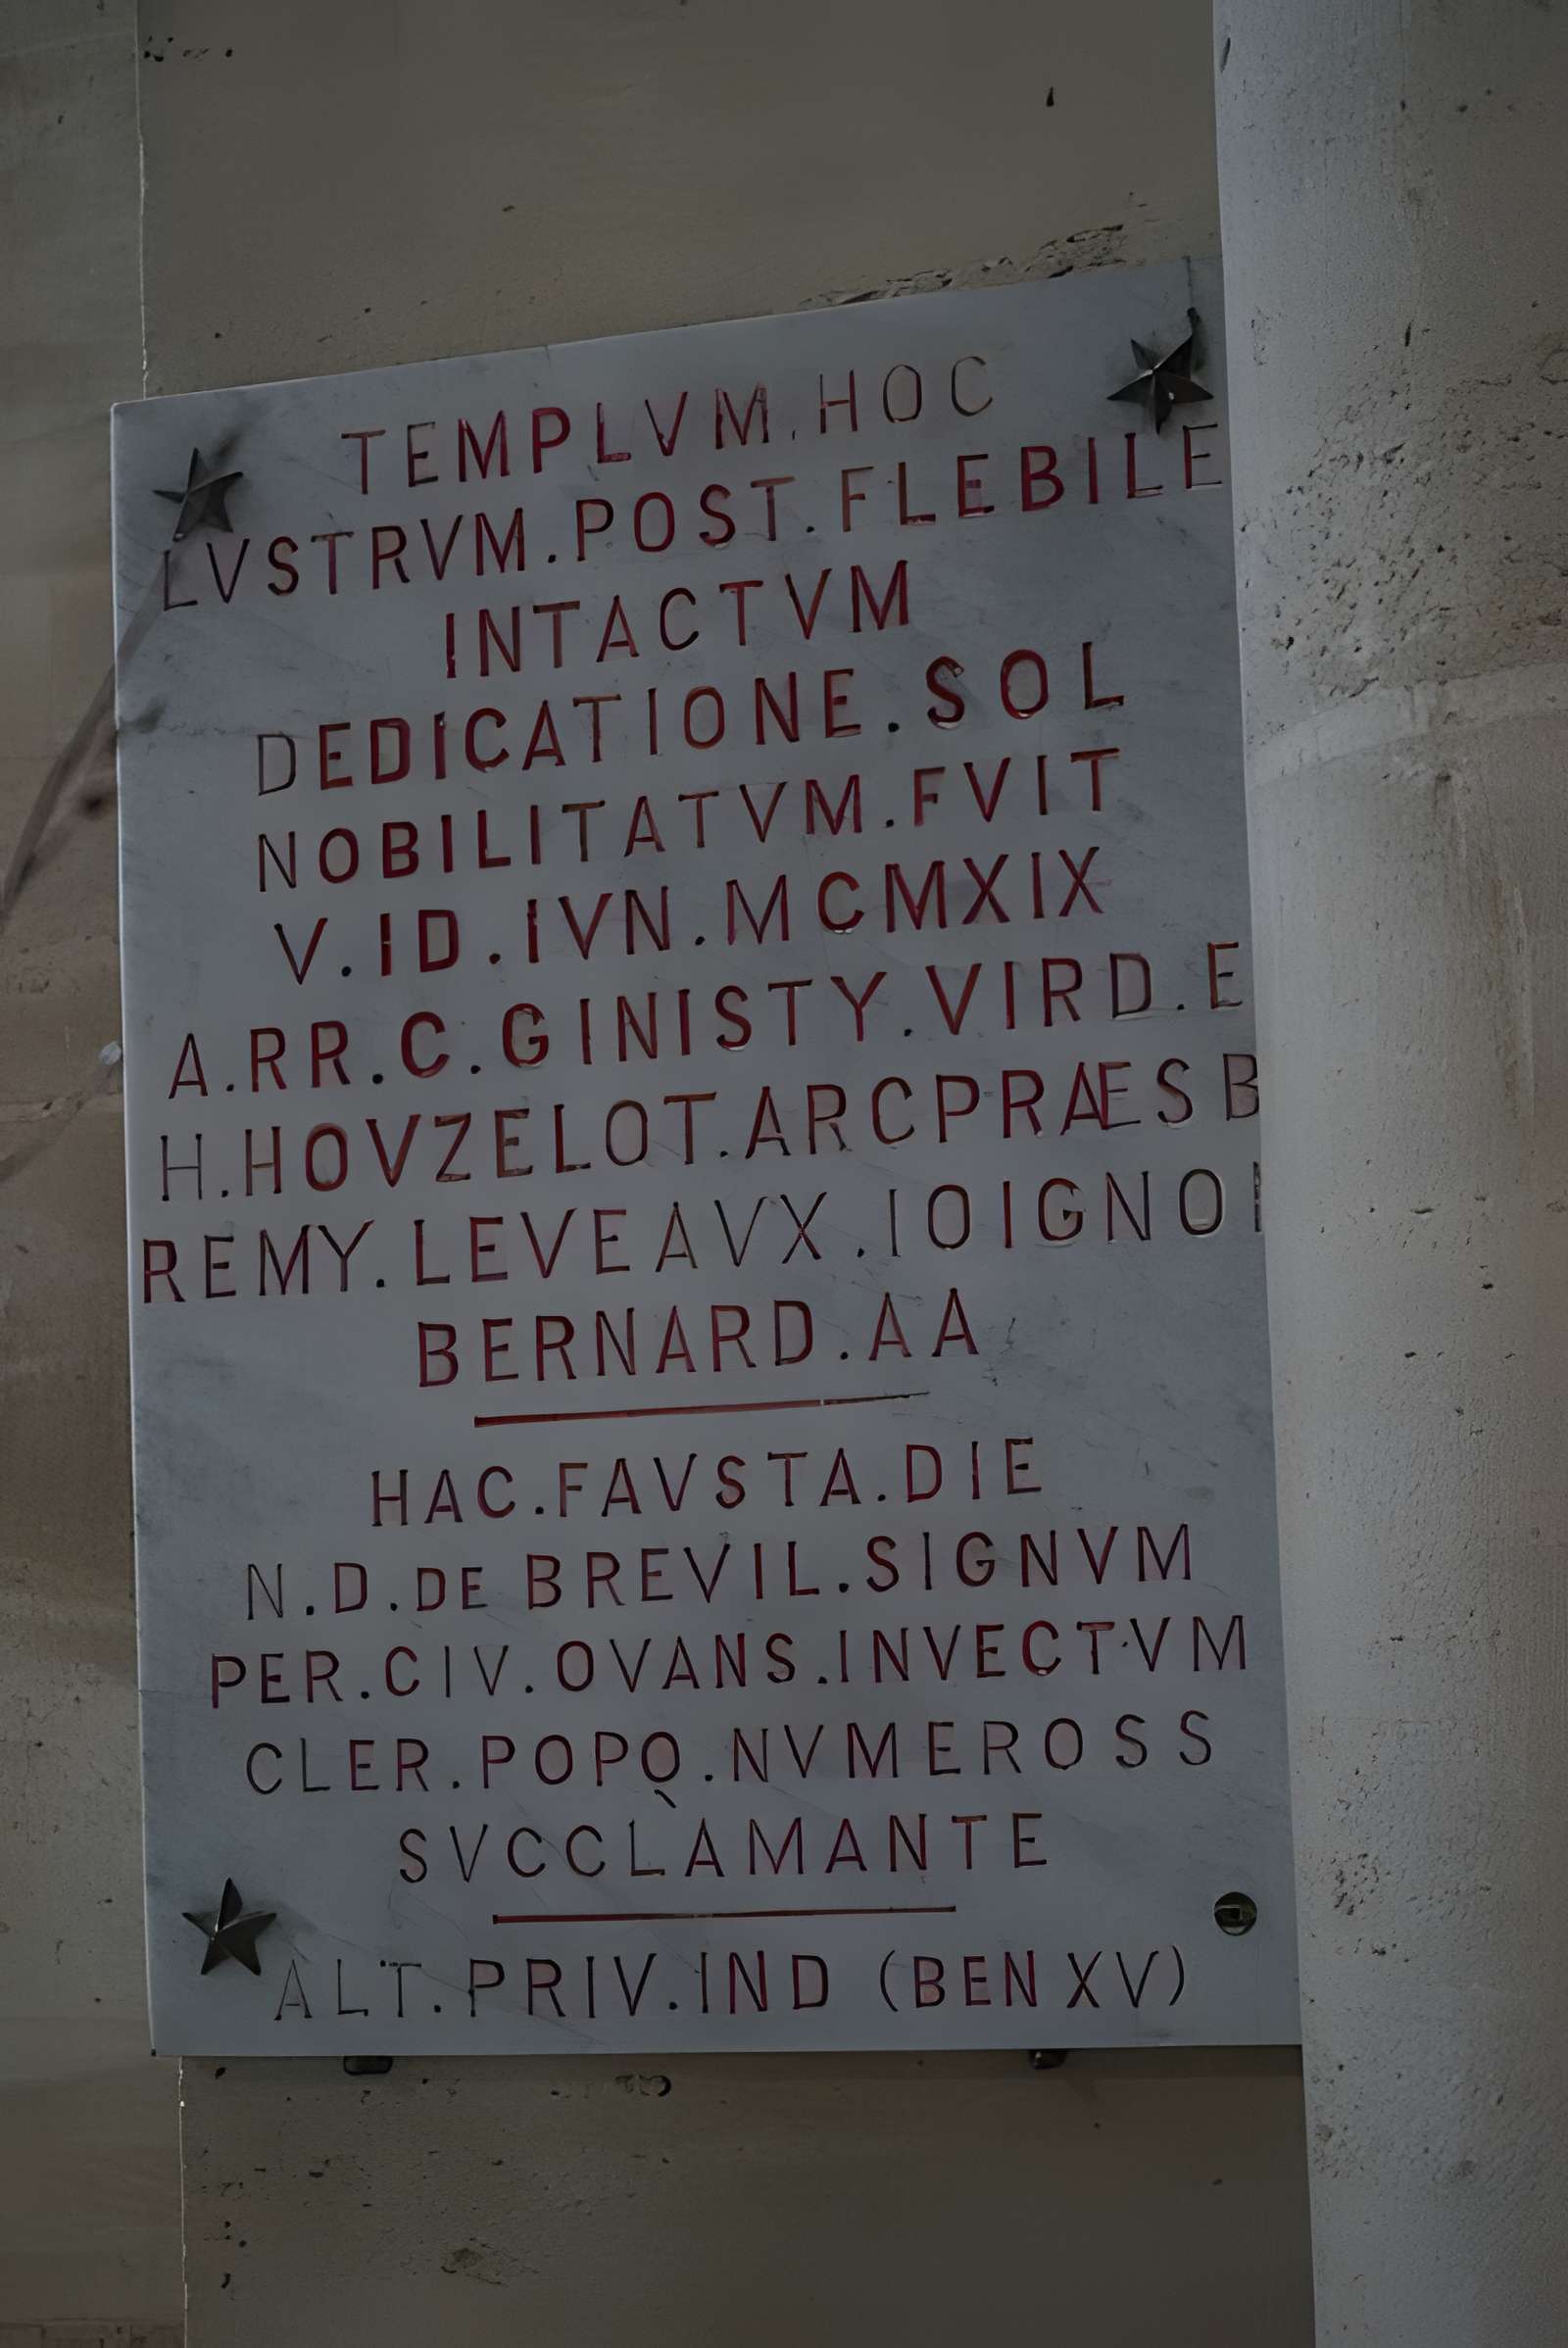 TEMPLVM.HOC
LVSTRVM.POST.FLEBILE
INTACTVM
DEDICATIONE.SOL
NOBILITATVM.FVIT
V.ID.IVN.MCMXIX
A.RR.C.GINISTY.VIRD.E
H.HOVZELOT.ARCPRÆSB
REMY.LEVEAVX.IOIGNO
BERNARD.AA
HAC.FAVSTA.DIE
N.D.DE BREVIL.SIGNVM
PER.CIV.OVANS.INVECTVM
CLER.POPQ.NVMEROSS
SVCCLAMANTE
ALT.PRIV.IND (BEN XV)